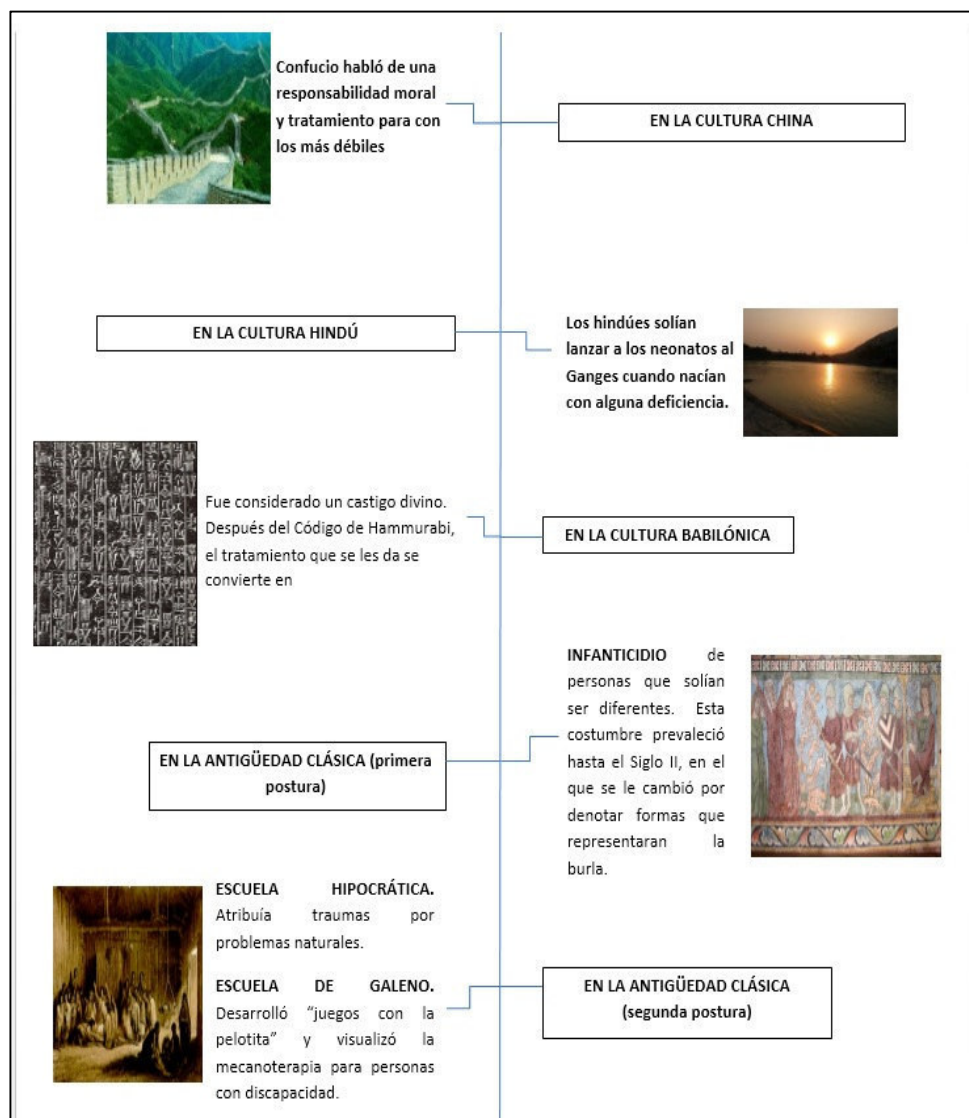 Confucio habló de una
responsabilidad moral
y tratamiento para con
los más débiles
EN LA CULTURA CHINA
EN LA CULTURA HINDÚ
Los hindúes solían
lanzar a los neonatos al
Ganges cuando nacían
con alguna deficiencia.
Fue considerado un castigo divino.
Después del Código de Hammurabi,
el tratamiento que se les da se
convierte en
EN LA CULTURA BABILÓNICA
INFANTICIDIO de
personas que solían
ser diferentes. Esta
costumbre prevaleció
hasta el Siglo II, en el
que se le cambió por
denotar formas que
representaran la
burla.
EN LA ANTIGÜEDAD CLÁSICA (primera
postura)
ESCUELA HIPOCRÁTICA.
Atribuía traumas por
problemas naturales.
ESCUELA DE GALENO.
Desarrolló “juegos con la
pelotita” y visualizó la
mecanoterapia para personas
con discapacidad.
EN LA ANTIGÜEDAD CLÁSICA
(segunda postura)